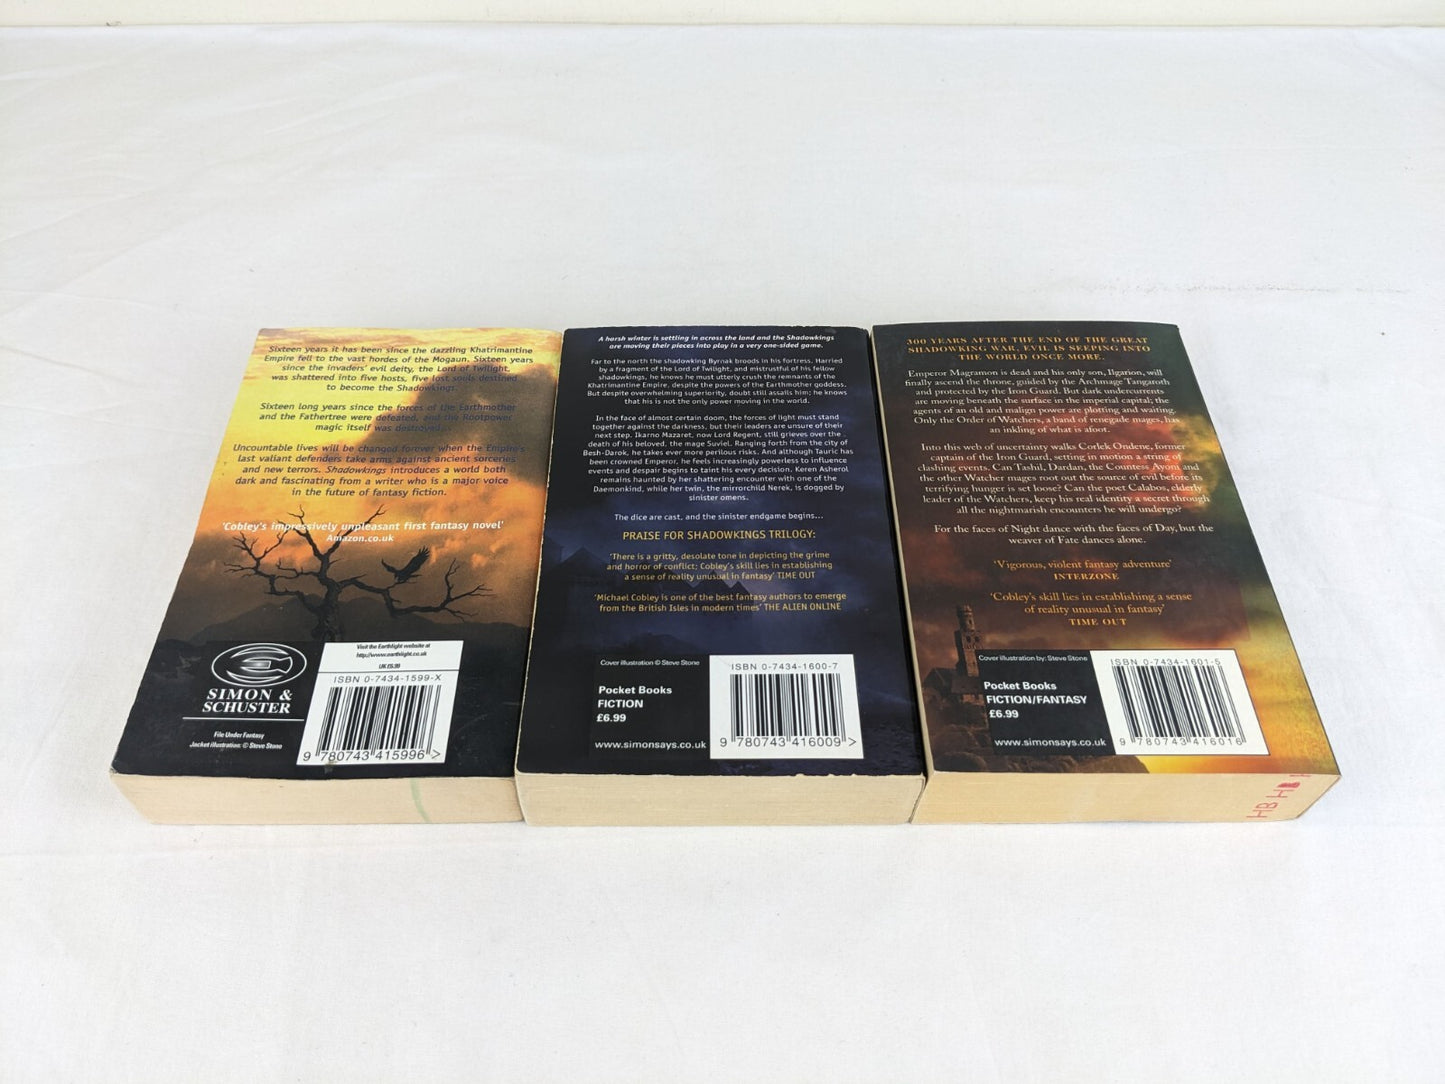 Sixteen years it has been since the dazzling Khatrimantine
Empire fell to the vast hordes of the Mogaun. Sixteen years
since the invaders' evil deity, the Lord of Twilight,
was shattered into five hosts, five lost souls destined
to become the Shadowkings.
Sixteen long years since the forces of the Earthmother
and the Fathertree were defeated, and the Rootpower
magic itself was destroyed...
Uncountable lives will be changed forever when the Empire's
last valiant defenders take arms against ancient sorceries
and new terrors. Shadowkings introduces a world both
dark and fascinating from a writer who is a major voice
in the future of fantasy fiction.
'Cobley's impressively unpleasant first fantasy novel'
Amazon.co.uk
SIMON &
SCHUSTER
File Under Fantasy
Jacket illustration: © Steve Stone
Visit the Earthlight website at
http://www.earthlight.co.uk
UK £5.99
ISBN 0-7434-1599-X
9 780743 415996 >
A harsh winter is settling in across the land and the Shadowkings
are moving their pieces into play in a very one-sided game.
Far to the north the shadowking Byrnak broods in his fortress. Harried
by a fragment of the Lord of Twilight, and mistrustful of his fellow
shadowkings, he knows he must utterly crush the remnants of the
Khatrimantine Empire, despite the powers of the Earthmother goddess.
But despite overwhelming superiority, doubt still assails him; he knows
that his is not the only power moving in the world.
In the face of almost certain doom, the forces of light must stand
together against the darkness, but their leaders are unsure of their
next step. Ikarno Mazaret, now Lord Regent, still grieves over the
death of his beloved, the mage Suviel. Ranging forth from the city of
Besh-Darok, he takes ever more perilous risks. And although Tauric has
been crowned Emperor, he feels increasingly powerless to influence
events and despair begins to taint his every decision. Keren Asherol
remains haunted by her shattering encounter with one of the
Daemonkind, while her twin, the mirrorchild Nerek, is dogged by
sinister omens.
The dice are cast, and the sinister endgame begins...
PRAISE FOR SHADOWKINGS TRILOGY:
'There is a gritty, desolate tone in depicting the grime
and horror of conflict; Cobley's skill lies in establishing
a sense of reality unusual in fantasy' TIME OUT
'Michael Cobley is one of the best fantasy authors to emerge
from the British Isles in modern times' THE ALIEN ONLINE
Cover illustration © Steve Stone
Pocket Books
FICTION
£6.99
www.simonsays.co.uk
ISBN 0-7434-1600-7
9 780743 416009 >
300 YEARS AFTER THE END OF THE GREAT
SHADOWKING WAR, EVIL IS SEEPING INTO
THE WORLD ONCE MORE.
Emperor Magramon is dead and his only son, Ilgarion, will
finally ascend the throne, guided by the Archmage Tangaroth
and protected by the Iron Guard. But dark undercurrents
are moving beneath the surface in the imperial capital; the
agents of an old and malign power are plotting and waiting.
Only the Order of Watchers, a band of renegade mages, has
an inkling of what is afoot.
Into this web of uncertainty walks Corlek Ondene, former
captain of the Iron Guard, setting in motion a string of
clashing events. Can Tashil, Dardan, the Countess Ayoni and
the other Watcher mages root out the source of evil before its
terrifying hunger is set loose? Can the poet Calabos, elderly
leader of the Watchers, keep his real identity a secret through
all the nightmarish encounters he will undergo?
For the faces of Night dance with the faces of Day, but the
weaver of Fate dances alone.
'Vigorous, violent fantasy adventure'
INTERZONE
'Cobley's skill lies in establishing a sense
of reality unusual in fantasy'
TIME OUT
Cover illustration by: Steve Stone
Pocket Books
FICTION/FANTASY
£6.99
www.simonsays.co.uk
ISBN 0-7434-1601-5
9 780743 416016
HB H